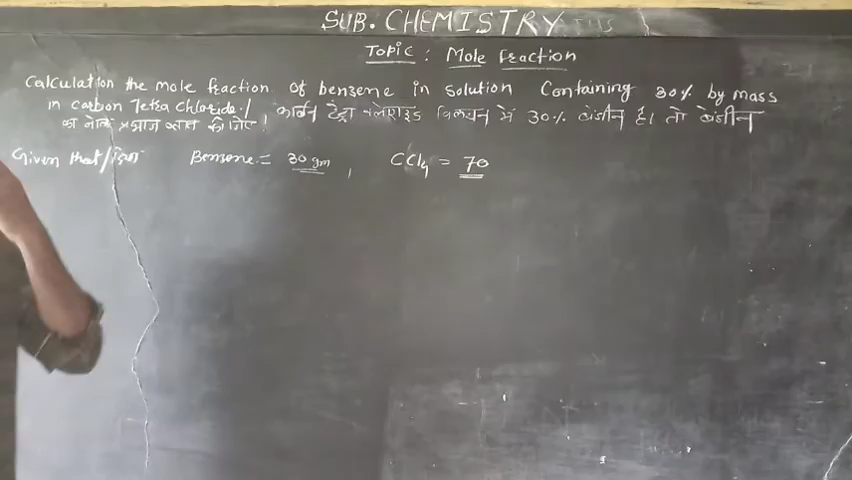 SUB. CHEMISTRY
Topic : Mole Fraction
Calculation the mole fraction of benzene in solution Containing 30% by mass
in carbon Tetra Chloride. / कार्बन टेट्रा क्लोराइड विलयन में 30% बेंजीन है। तो बेंजीन
का मोल प्रभाज ज्ञात कीजिए।
Given that / दिया Benzene = 30 gm , CCl4 = 70